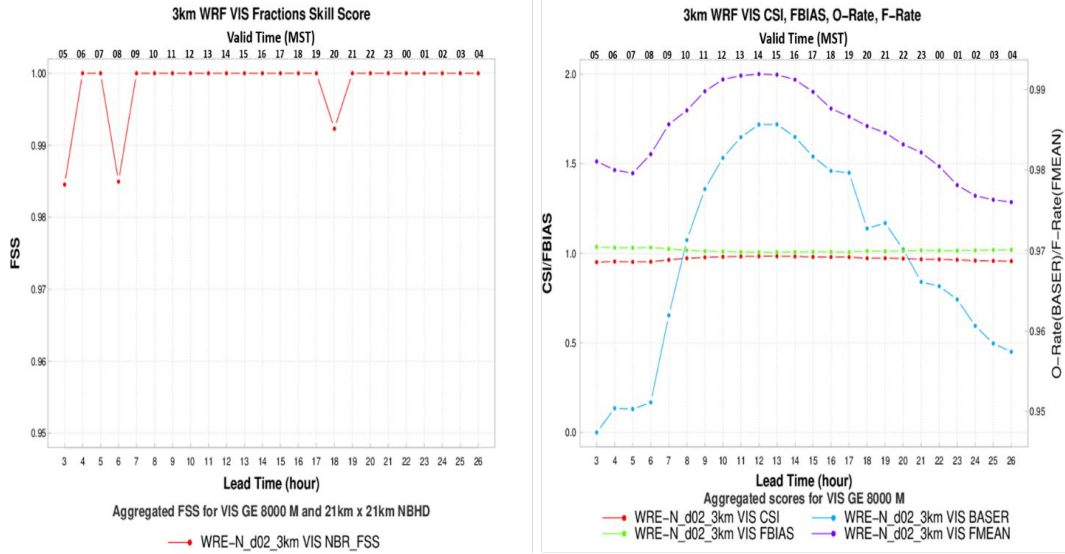 3km WRF VIS Fractions Skill Score
Valid Time (MST)
05 06 07 08 09 10 11 12 13 14 15 16 17 18 19 20 21 22 23 00 01 02 03 04
1.00
0.99
0.98
0.97
0.96
0.95
FSS
3 4 5 6 7 8 9 10 11 12 13 14 15 16 17 18 19 20 21 22 23 24 25 26
Lead Time (hour)
Aggregated FSS for VIS GE 8000 M and 21km x 21km NBHD
WRE-N_d02_3km VIS NBR_FSS
3km WRF VIS CSI, FBIAS, O-Rate, F-Rate
Valid Time (MST)
05 06 07 08 09 10 11 12 13 14 15 16 17 18 19 20 21 22 23 00 01 02 03 04
2.0
1.5
1.0
0.5
0.0
CSI/FBIAS
0.99
0.98
0.97
0.96
0.95
O-Rate(BASER)/F-Rate(FMEAN)
3 4 5 6 7 8 9 10 11 12 13 14 15 16 17 18 19 20 21 22 23 24 25 26
Lead Time (hour)
Aggregated scores for VIS GE 8000 M
WRE-N_d02_3km VIS CSI
WRE-N_d02_3km VIS BASER
WRE-N_d02_3km VIS FBIAS
WRE-N_d02_3km VIS FMEAN